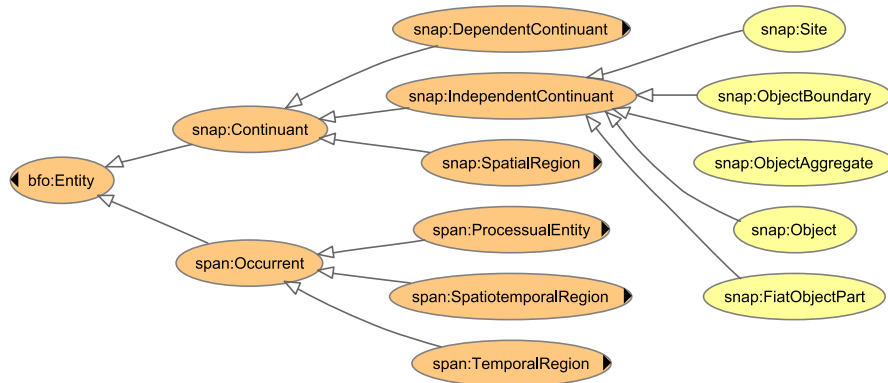 snap:DependentContinuant
snap:Site
snap:IndependentContinuant
snap:ObjectBoundary
snap:Continuant
snap:SpatialRegion
snap:ObjectAggregate
bfo:Entity
span:ProcessualEntity
snap:Object
span:Occurrent
span:SpatiotemporalRegion
snap:FiatObjectPart
span:TemporalRegion